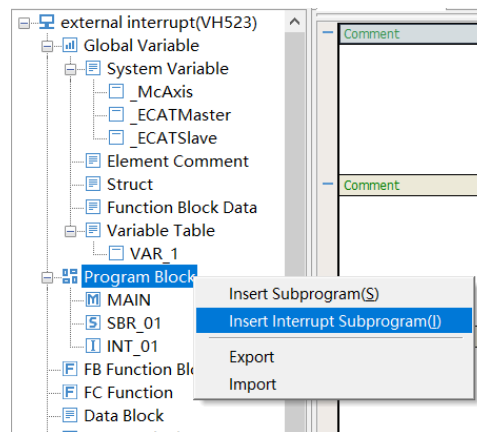 external interrupt(VH523)
Global Variable
System Variable
_McAxis
_ECATMaster
_ECATSlave
Element Comment
Struct
Function Block Data
Variable Table
VAR_1
Program Block
M MAIN
S SBR_01
I INT_01
F FB Function Blo
F FC Function
Data Block
Comment
Comment
Insert Subprogram(S)
Insert Interrupt Subprogram(I)
Export
Import